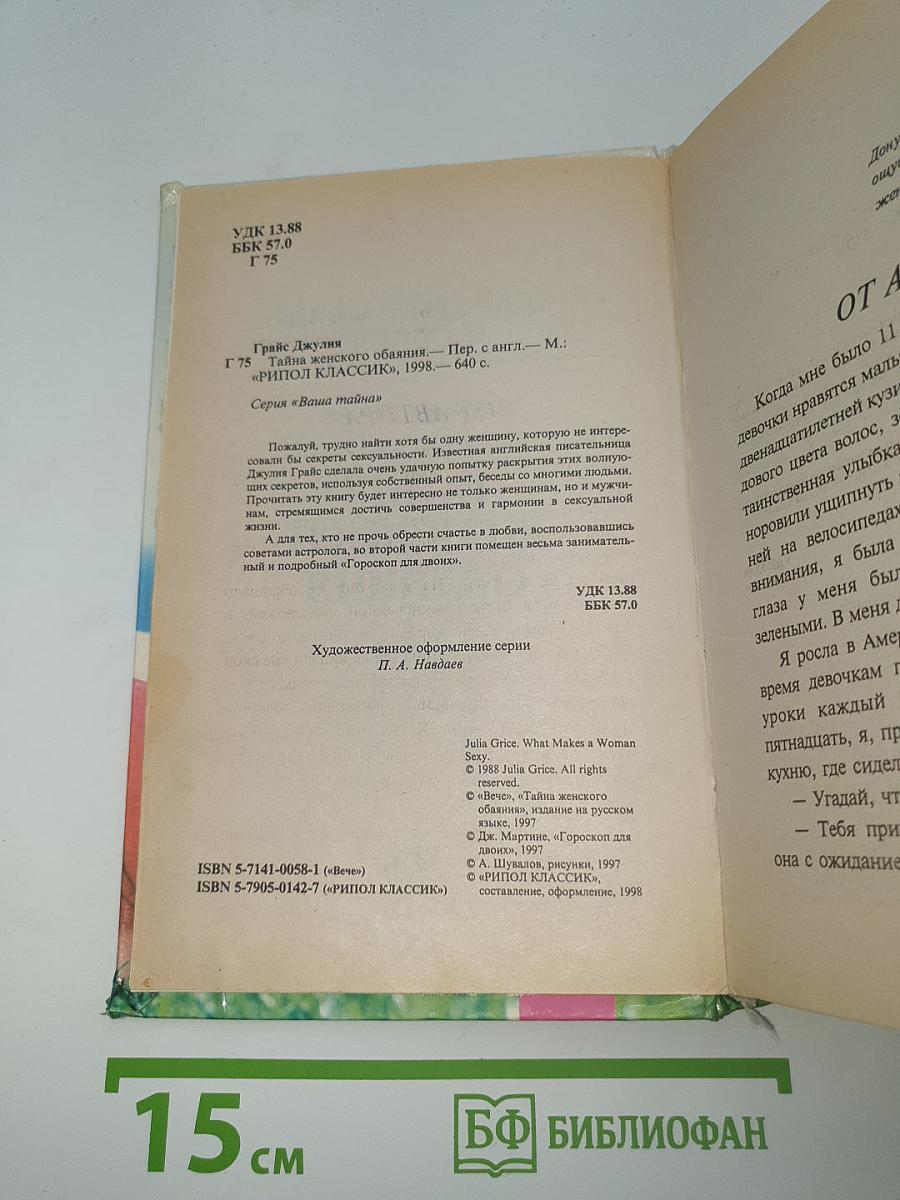 УДК 13.88
ББК 57.0
Г 75
Грайс Джулия
Г 75 Тайна женского обаяния.— Пер. с англ.— М.:
«РИПОЛ КЛАССИК», 1998.— 640 с.
Серия «Ваша тайна»
Пожалуй, трудно найти хотя бы одну женщину, которую не интере-
совали бы секреты сексуальности. Известная английская писательница
Джулия Грайс сделала очень удачную попытку раскрытия этих волную-
щих секретов, используя собственный опыт, беседы со многими людьми.
Прочитать эту книгу будет интересно не только женщинам, но и мужчи-
нам, стремящимся достичь совершенства и гармонии в сексуальной
жизни.
А для тех, кто не прочь обрести счастье в любви, воспользовавшись
советами астролога, во второй части книги помещен весьма заниматель-
ный и подробный «Гороскоп для двоих».
УДК 13.88
ББК 57.0
Художественное оформление серии
П. А. Навдаев
Julia Grice. What Makes a Woman
Sexy.
© 1988 Julia Grice. All rights
reserved.
© «Вече», «Тайна женского
обаяния», издание на русском
языке, 1997
© Дж. Мартине, «Гороскоп для
двоих», 1997
© А. Шувалов, рисунки, 1997
© «РИПОЛ КЛАССИК»,
составление, оформление, 1998
ISBN 5-7141-0058-1 («Вече»)
ISBN 5-7905-0142-7 («РИПОЛ КЛАССИК»)
ОТ А
Когда мне было 11
девочки нравятся маль
двенадцатилетней кузи
дового цвета волос, з
таинственная улыбка
норовили ущипнуть
ней на велосипедах
внимания, я была
глаза у меня был
зелеными. В меня д
Я росла в Амер
время девочкам п
уроки каждый
пятнадцать, я, пр
кухню, где сидел
– Угадай, чт
– Тебя при
она с ожидание
15 см
БФ БИБЛИОФАН